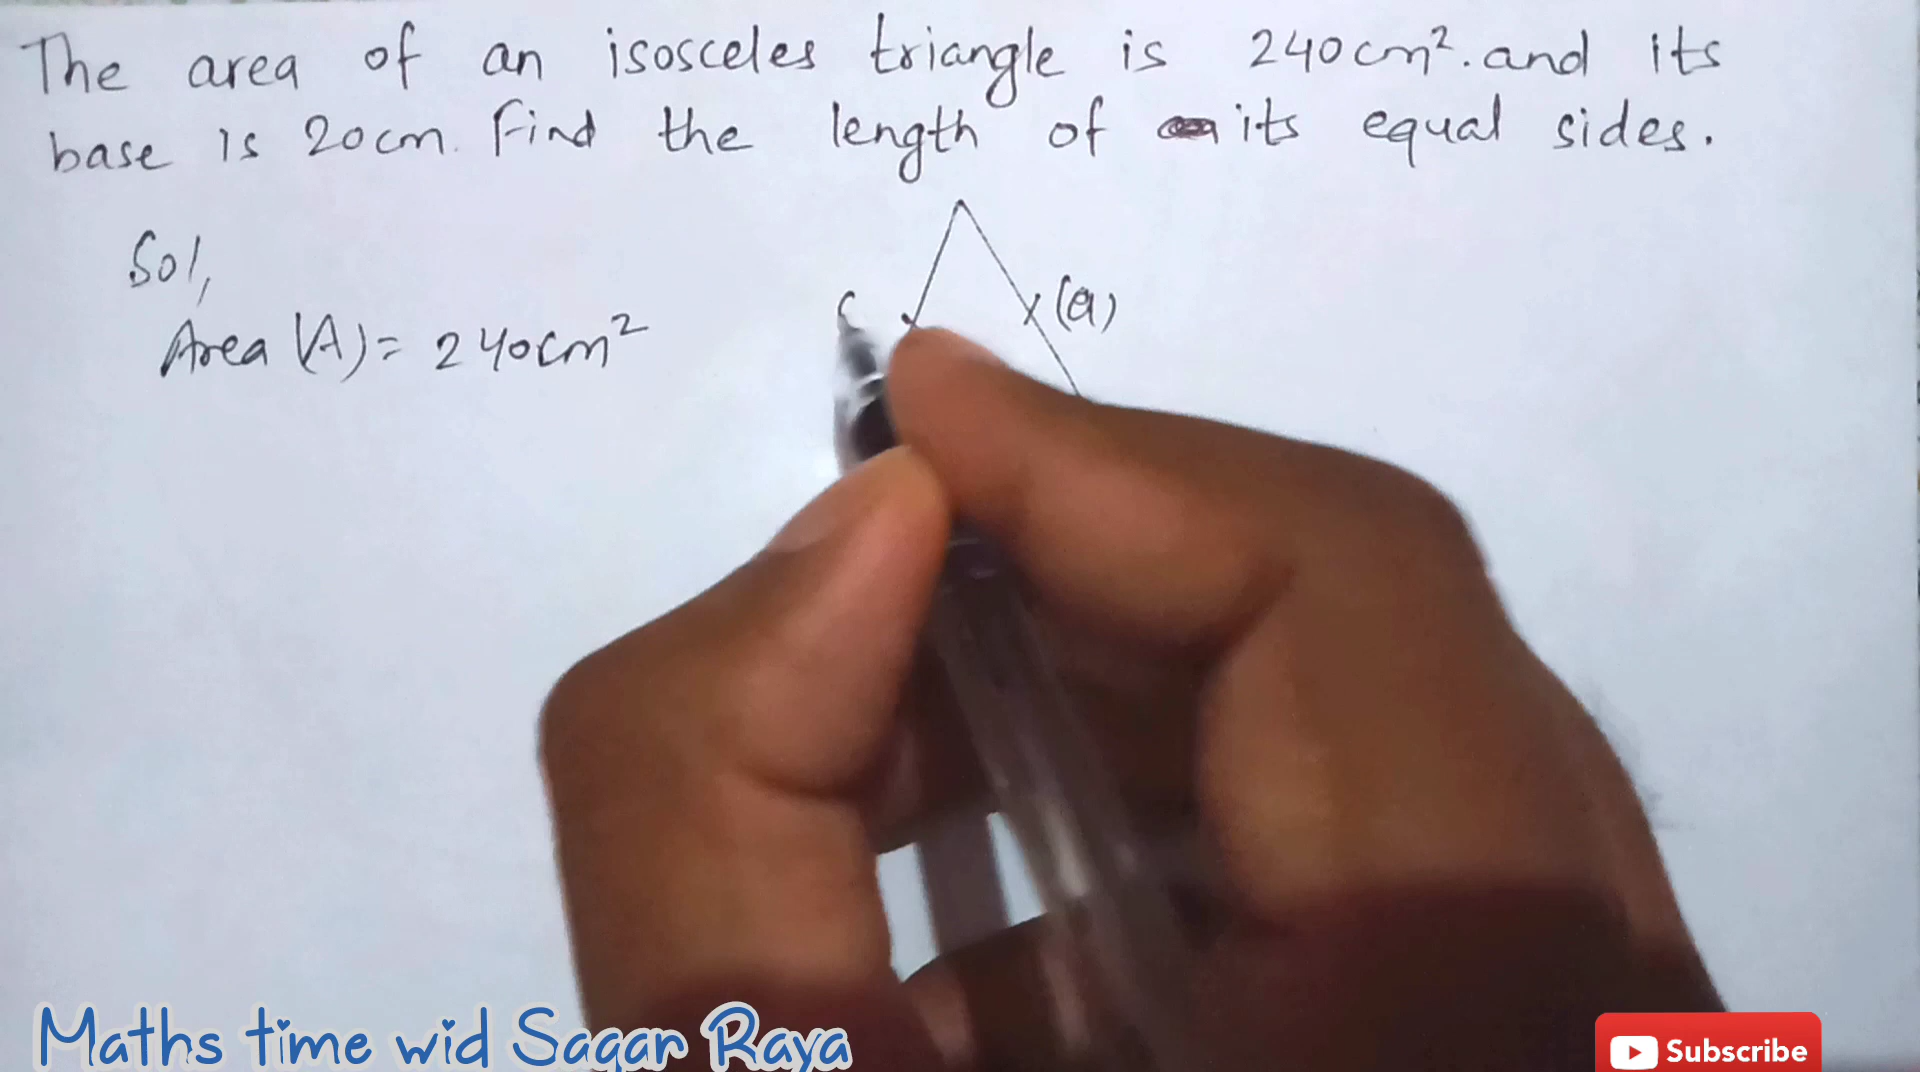 The area of an isosceles triangle is 240cm². and its
base is 20cm. Find the length of its equal sides.
Sol,
Area (A) = 240cm²
(a)
Maths time wid Sagar Raya
Subscribe